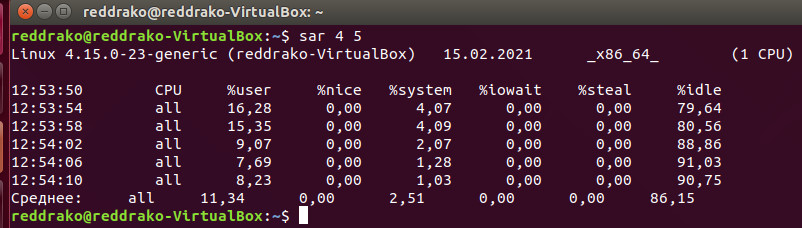 reddrako@reddrako-VirtualBox: ~
reddrako@reddrako-VirtualBox:~$ sar 4 5
Linux 4.15.0-23-generic (reddrako-VirtualBox) 15.02.2021 _x86_64_ (1 CPU)
12:53:50 CPU %user %nice %system %iowait %steal %idle
12:53:54 all 16,28 0,00 4,07 0,00 0,00 79,64
12:53:58 all 15,35 0,00 4,09 0,00 0,00 80,56
12:54:02 all 9,07 0,00 2,07 0,00 0,00 88,86
12:54:06 all 7,69 0,00 1,28 0,00 0,00 91,03
12:54:10 all 8,23 0,00 1,03 0,00 0,00 90,75
Среднее: all 11,34 0,00 2,51 0,00 0,00 86,15
reddrako@reddrako-VirtualBox:~$